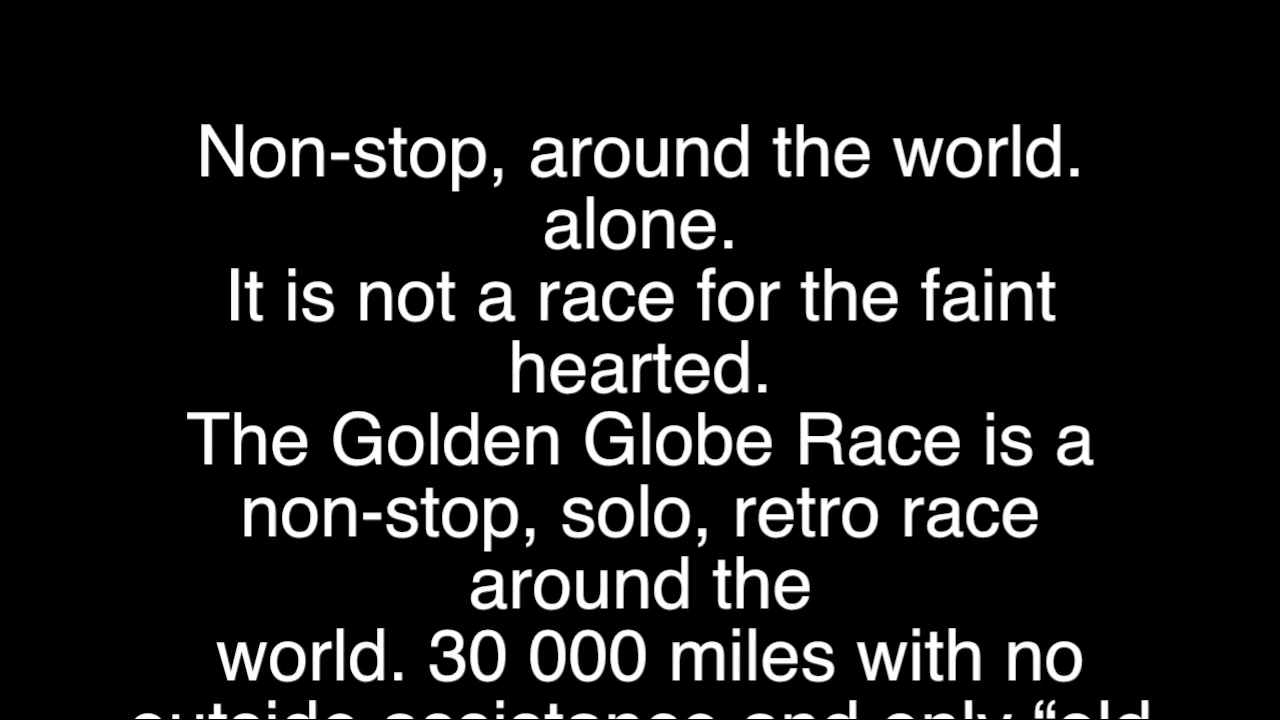 Non-stop, around the world.
alone.
It is not a race for the faint
hearted.
The Golden Globe Race is a
non-stop, solo, retro race
around the
world. 30 000 miles with no
outside assistance and only “old